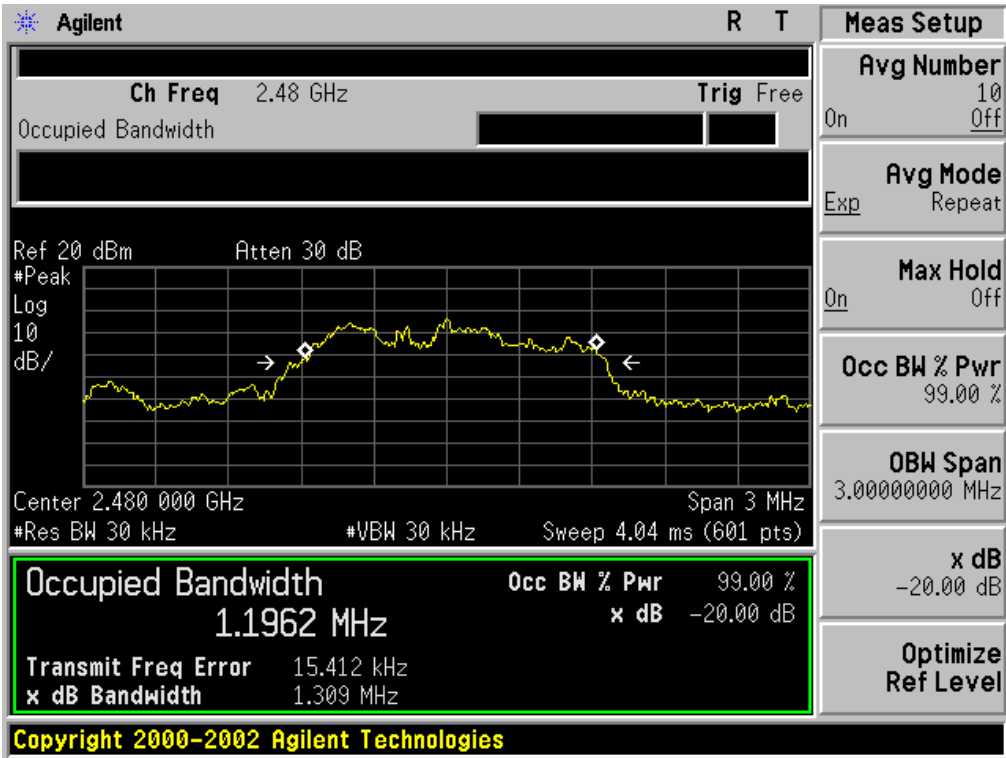 Agilent R T
Ch Freq 2.48 GHz Trig Free
Occupied Bandwidth
Ref 20 dBm Atten 30 dB
#Peak
Log
10
dB/
Center 2.480 000 GHz Span 3 MHz
#Res BW 30 kHz #VBW 30 kHz Sweep 4.04 ms (601 pts)
Occupied Bandwidth Occ BW % Pwr 99.00 %
1.1962 MHz x dB -20.00 dB
Transmit Freq Error 15.412 kHz
x dB Bandwidth 1.309 MHz
Copyright 2000-2002 Agilent Technologies
Meas Setup
Avg Number
10
On Off
Avg Mode
Exp Repeat
Max Hold
On Off
Occ BW % Pwr
99.00 %
OBW Span
3.00000000 MHz
x dB
-20.00 dB
Optimize
Ref Level